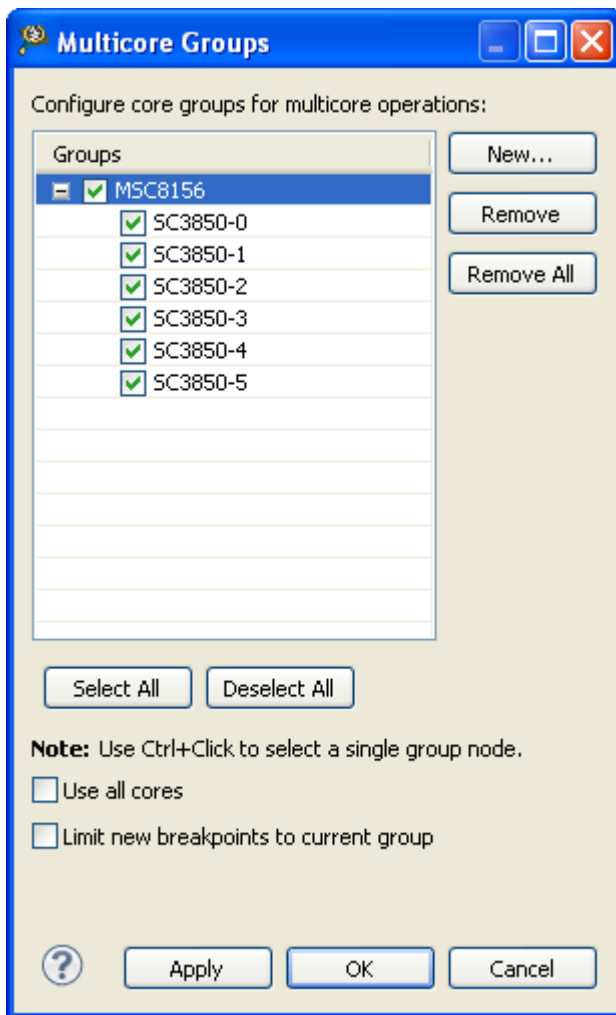 Multicore Groups
Configure core groups for multicore operations:
Groups
New...
MSC8156
Remove
SC3850-0
SC3850-1
Remove All
SC3850-2
SC3850-3
SC3850-4
SC3850-5
Select All
Deselect All
Note: Use Ctrl+Click to select a single group node.
Use all cores
Limit new breakpoints to current group
? Apply OK Cancel